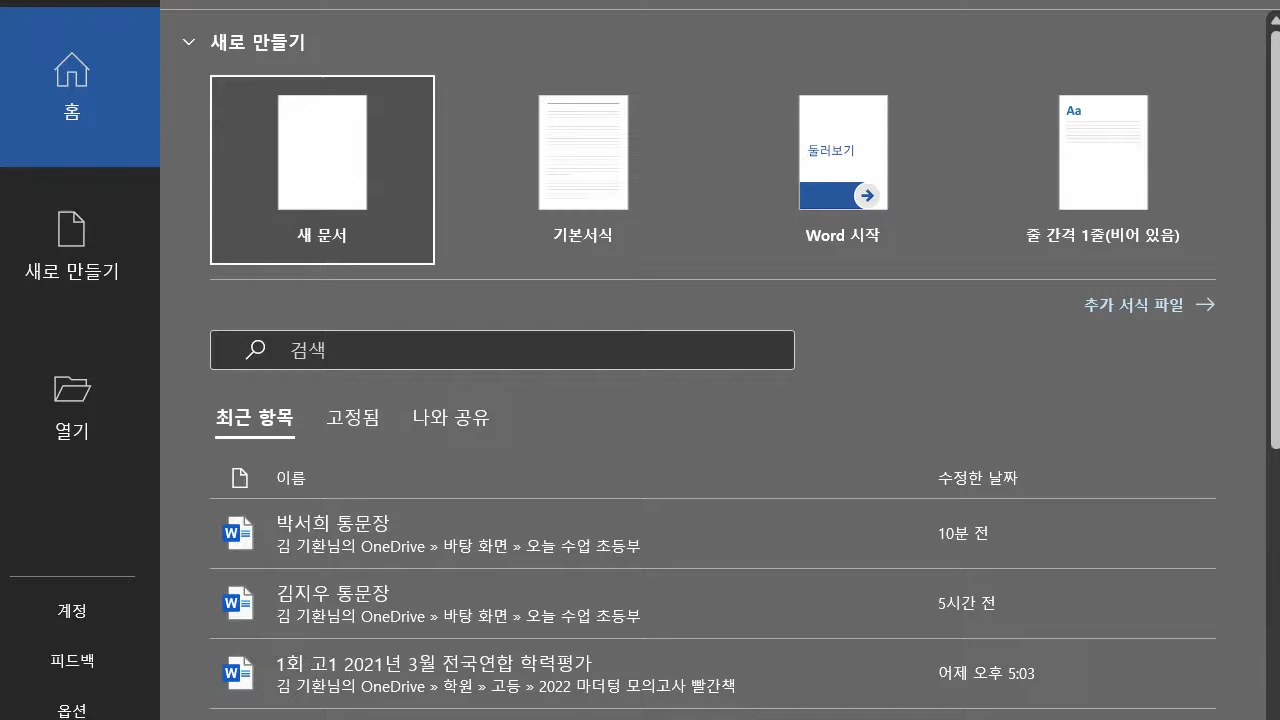 새로 만들기
홈
새로 만들기
열기
계정
피드백
옵션
새 문서
기본서식
둘러보기
Word 시작
Aa
줄 간격 1줄(비어 있음)
추가 서식 파일
검색
최근 항목 고정됨 나와 공유
이름 수정한 날짜
박서희 통문장
김 기환님의 OneDrive » 바탕 화면 » 오늘 수업 초등부
10분 전
김지우 통문장
김 기환님의 OneDrive » 바탕 화면 » 오늘 수업 초등부
5시간 전
1회 고1 2021년 3월 전국연합 학력평가
김 기환님의 OneDrive » 학원 » 고등 » 2022 마더텅 모의고사 빨간책
어제 오후 5:03